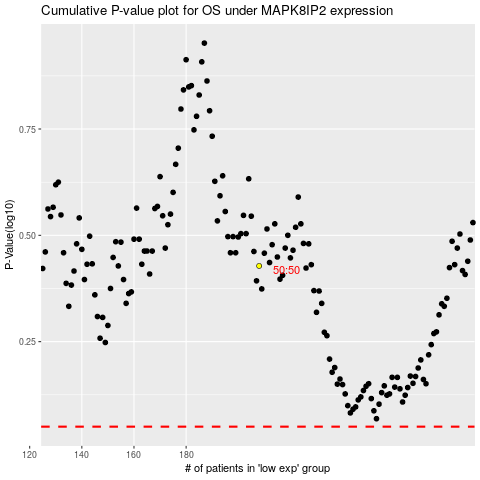 Cumulative P-value plot for OS under MAPK8IP2 expression
P-Value(log10)
0.75
0.50
0.25
50:50
120 140 160 180
# of patients in 'low exp' group